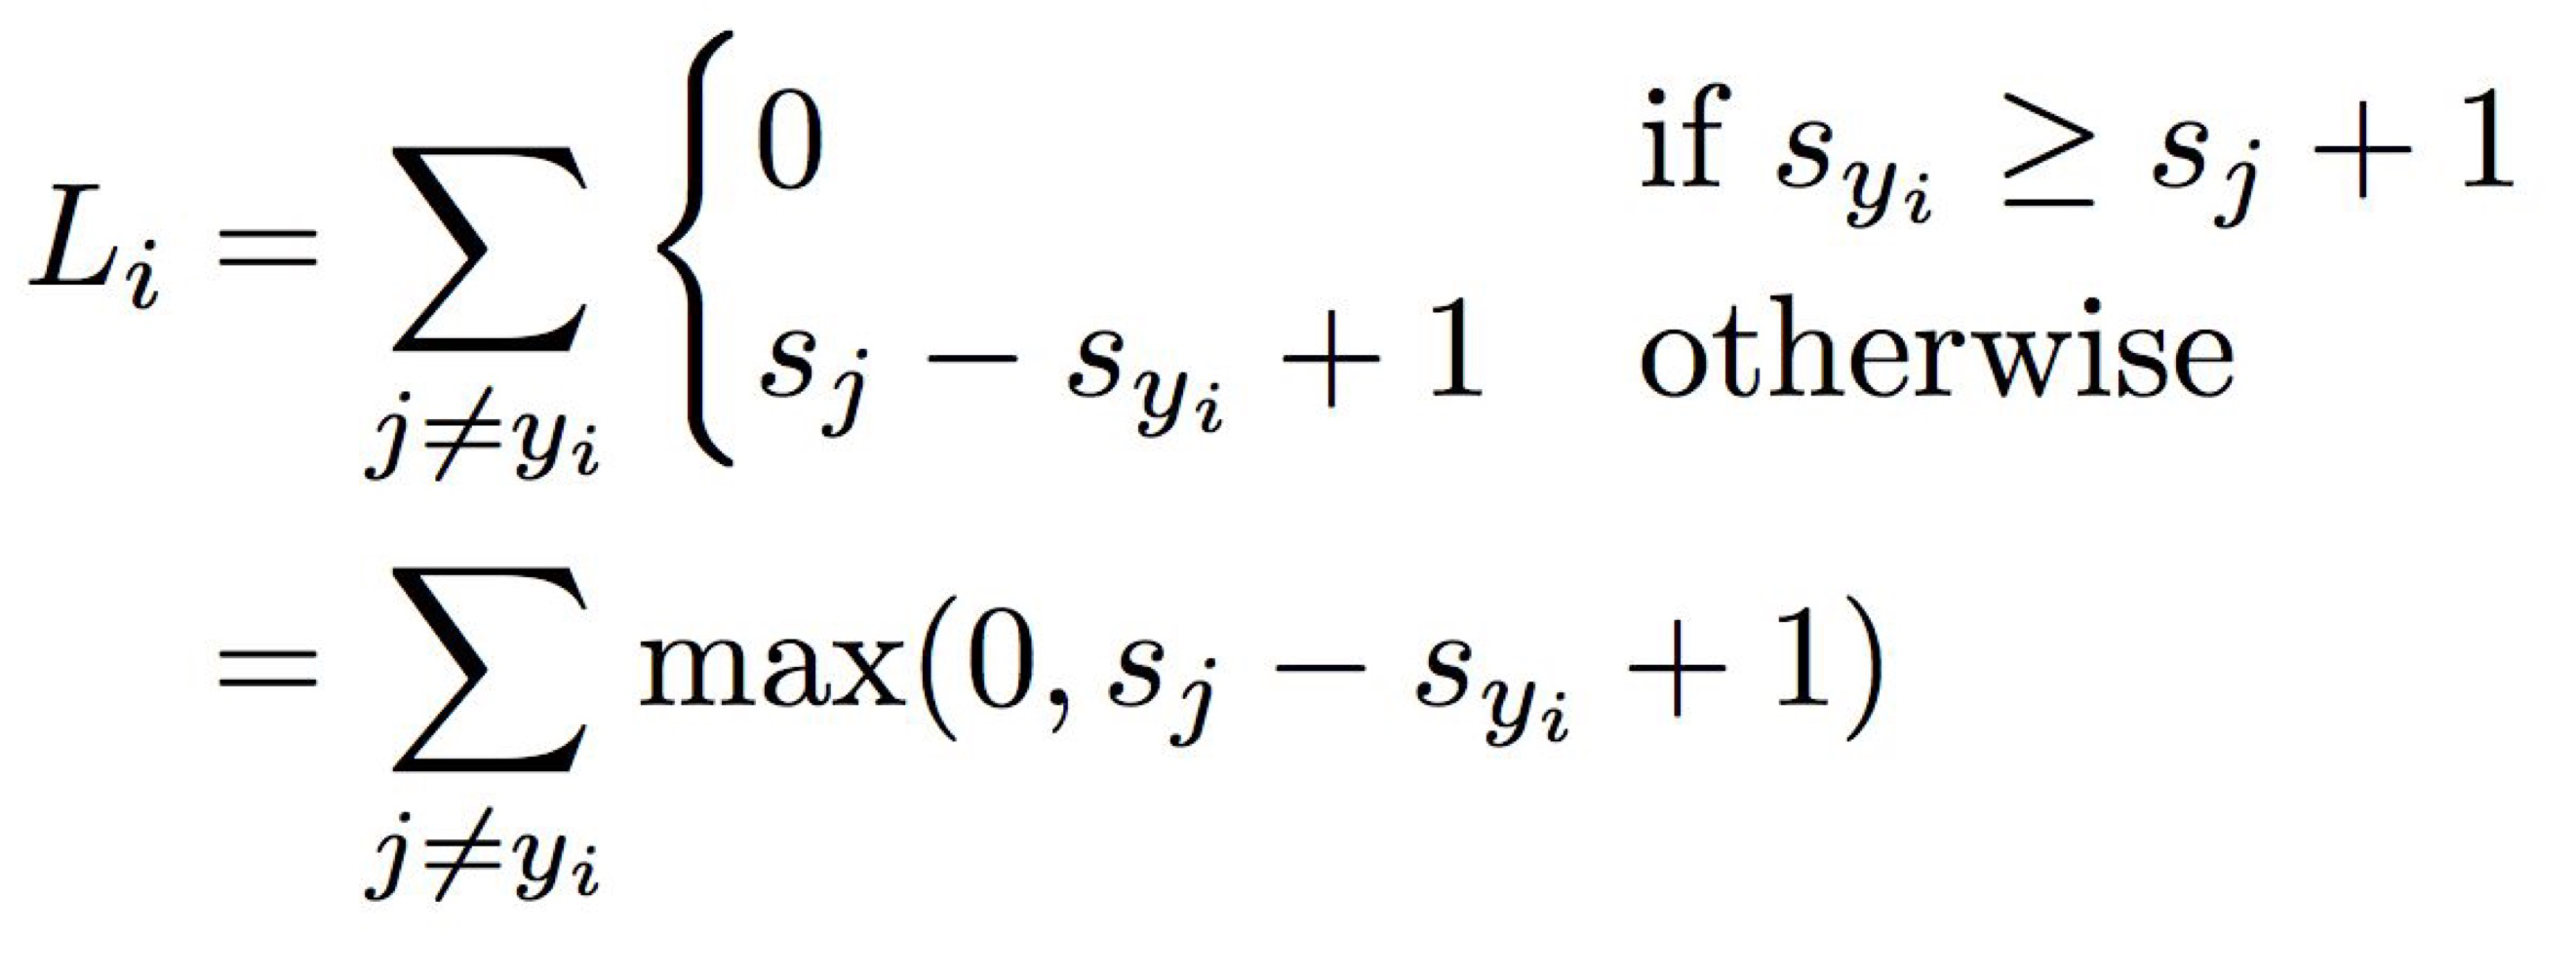 $L_i = \sum_{j \neq y_i} \begin{cases} 0 & \text{if } s_{y_i} \geq s_j + 1 \\ s_j - s_{y_i} + 1 & \text{otherwise} \end{cases}$
$= \sum_{j \neq y_i} \max(0, s_j - s_{y_i} + 1)$